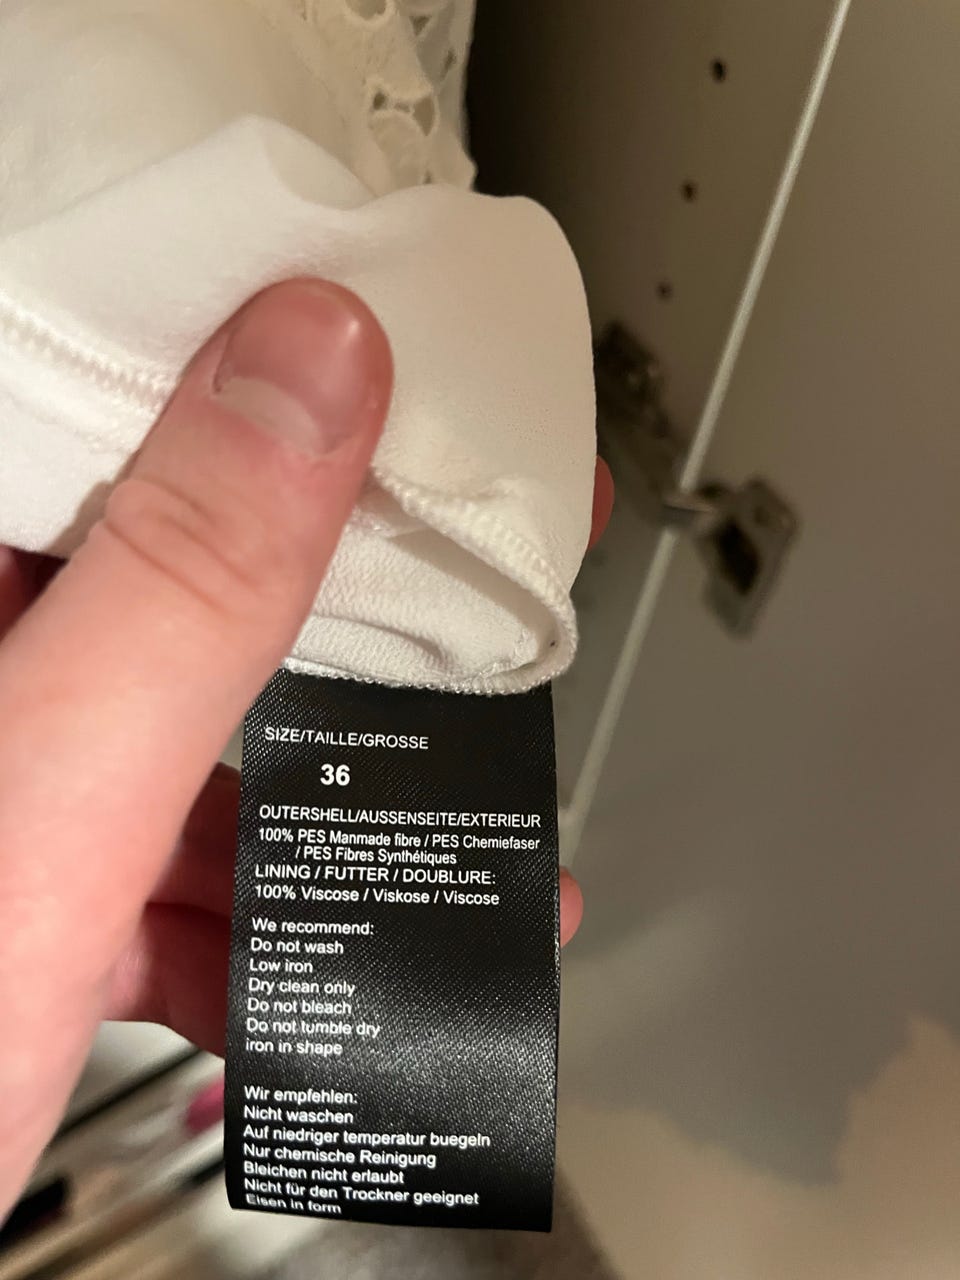 SIZE/TAILLE/GROSSE
36
OUTERSHELL/AUSSENSEITE/EXTERIEUR
100% PES Manmade fibre / PES Chemiefaser
/ PES Fibres Synthétiques
LINING / FUTTER / DOUBLURE:
100% Viscose / Viskose / Viscose
We recommend:
Do not wash
Low iron
Dry clean only
Do not bleach
Do not tumble dry
iron in shape
Wir empfehlen:
Nicht waschen
Auf niedriger temperatur buegeln
Nur chemische Reinigung
Bleichen nicht erlaubt
Nicht für den Trockner geeignet
Eisen in form